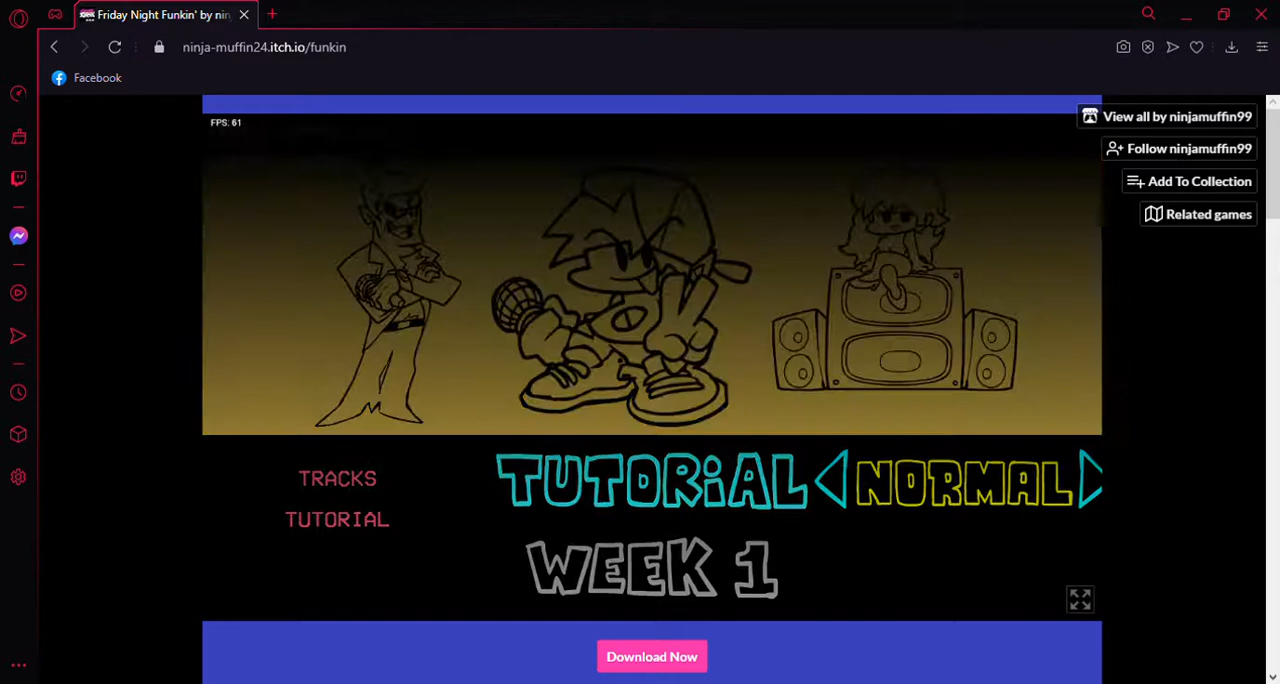 Friday Night Funkin' by nin
ninja-muffin24.itch.io/funkin
Facebook
FPS: 61
View all by ninjamuffin99
Follow ninjamuffin99
Add To Collection
Related games
TRACKS
TUTORIAL
TUTORiAL
NORMAL
WEEK 1
Download Now